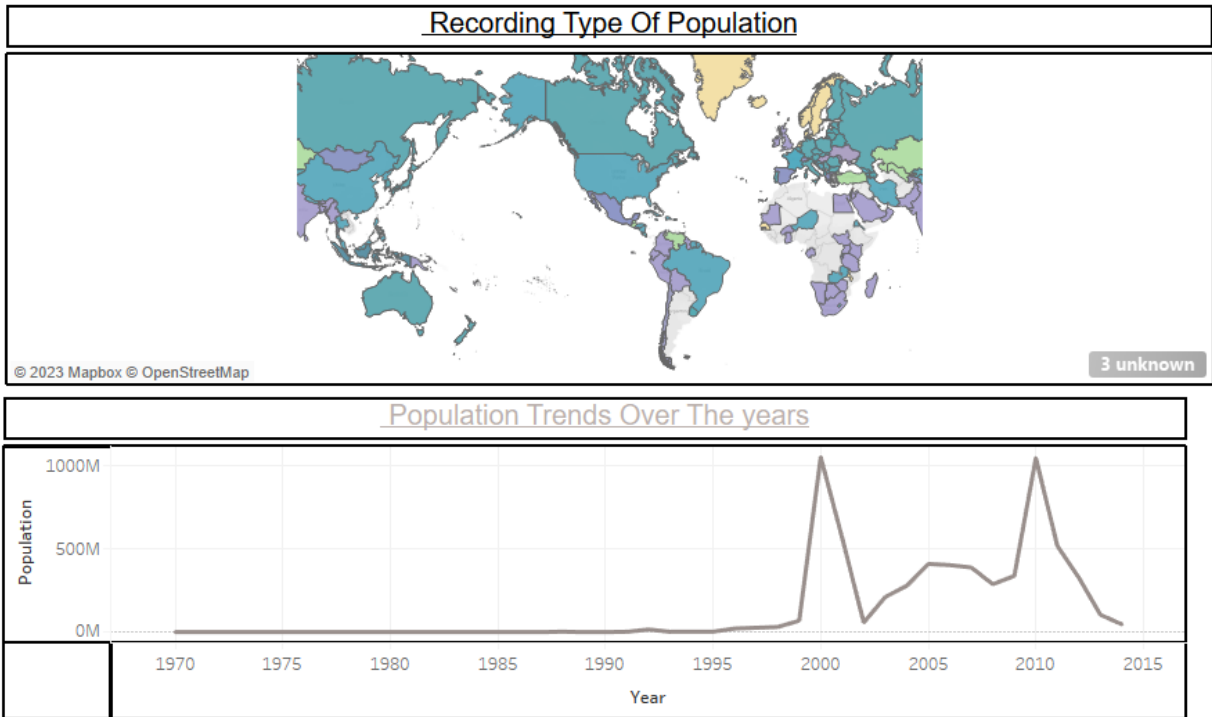 Recording Type Of Population
© 2023 Mapbox © OpenStreetMap
3 unknown
Population Trends Over The years
Population
1000M
500M
0M
1970 1975 1980 1985 1990 1995 2000 2005 2010 2015
Year